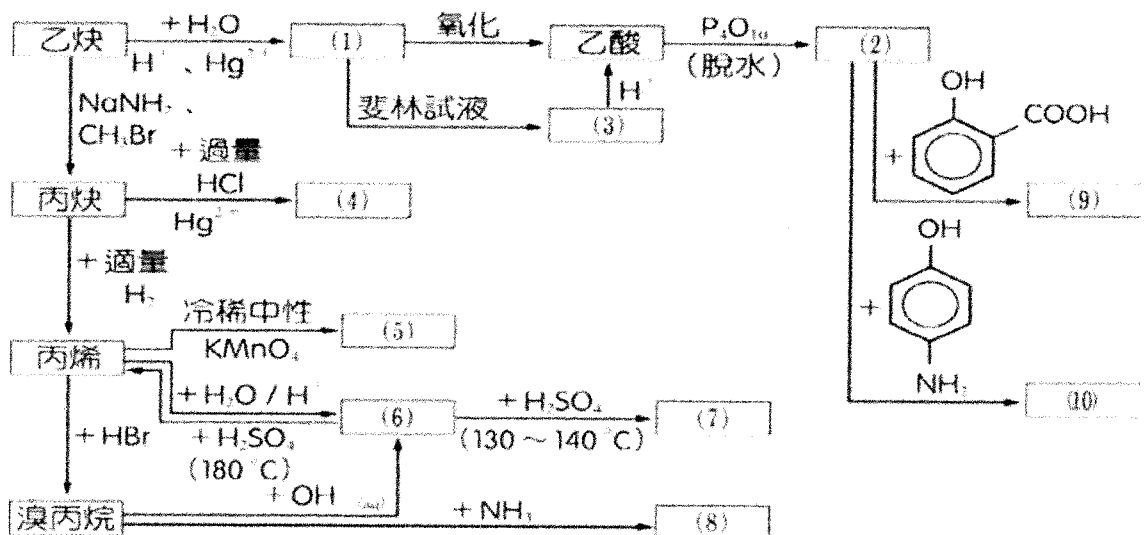 乙炔
+ H₂O
H⁺、Hg²⁺
(1)
氧化
乙酸
P₄O₁₀
(脫水)
(2)
NaNH₂、
CH₃Br
斐林試液
(3)
H⁺
OH
COOH
+
(9)
+ 過量
HCl
Hg²⁺
丙炔
(4)
OH
+
NH₂
(10)
+ 適量
H₂
冷稀中性
KMnO₄
(5)
丙烯
+ H₂O / H⁺
+ H₂SO₄
(180 °C)
(6)
+ H₂SO₄
(130 ~ 140 °C)
(7)
+ HBr
+ OH⁻(aq)
溴丙烷
+ NH₃
(8)